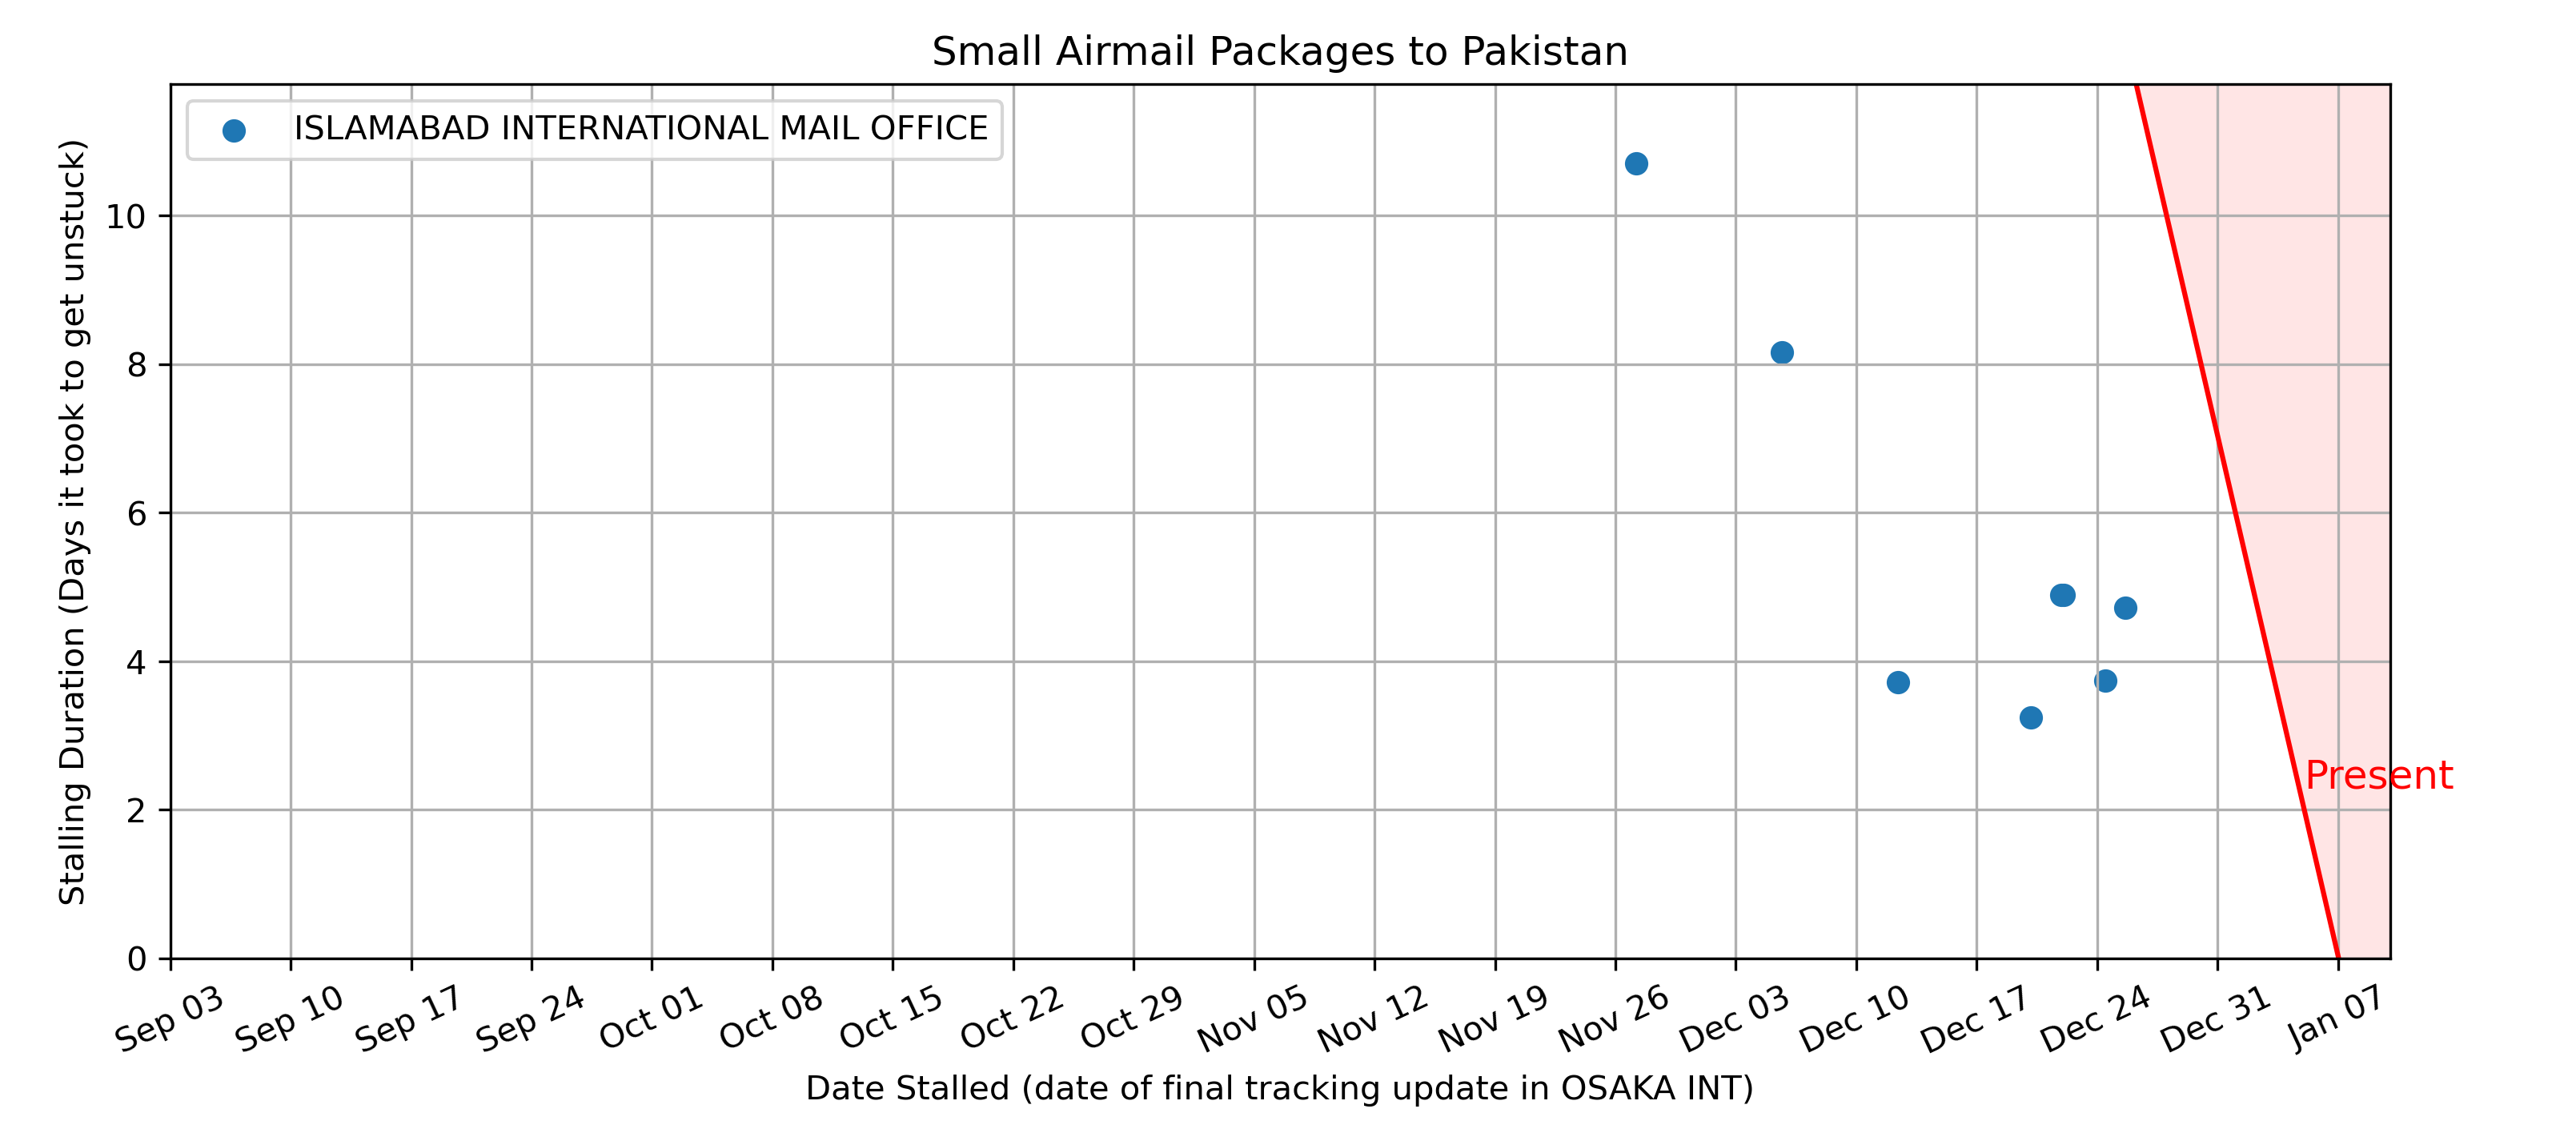 Small Airmail Packages to Pakistan
ISLAMABAD INTERNATIONAL MAIL OFFICE
Stalling Duration (Days it took to get unstuck)
10
8
6
4
2
0
Present
Sep 03
Sep 10
Sep 17
Sep 24
Oct 01
Oct 08
Oct 15
Oct 22
Oct 29
Nov 05
Nov 12
Nov 19
Nov 26
Dec 03
Dec 10
Dec 17
Dec 24
Dec 31
Jan 07
Date Stalled (date of final tracking update in OSAKA INT)